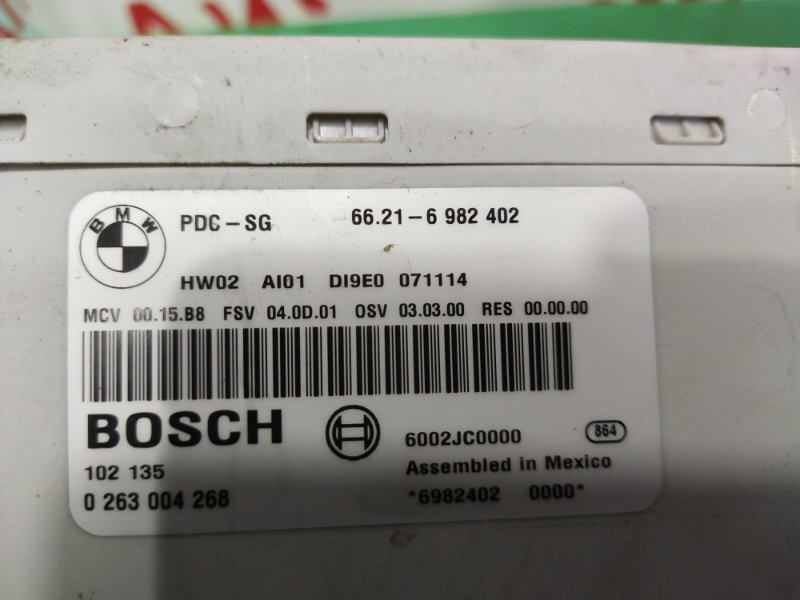 BMW
PDC-SG 66.21-6 982 402
HW02 AI01 DI9E0 071114
MCV 00.15.B8 FSV 04.0D.01 OSV 03.03.00 RES 00.00.00
BOSCH
6002JC0000 864
102 135 Assembled in Mexico
0 263 004 268 *6982402 0000*